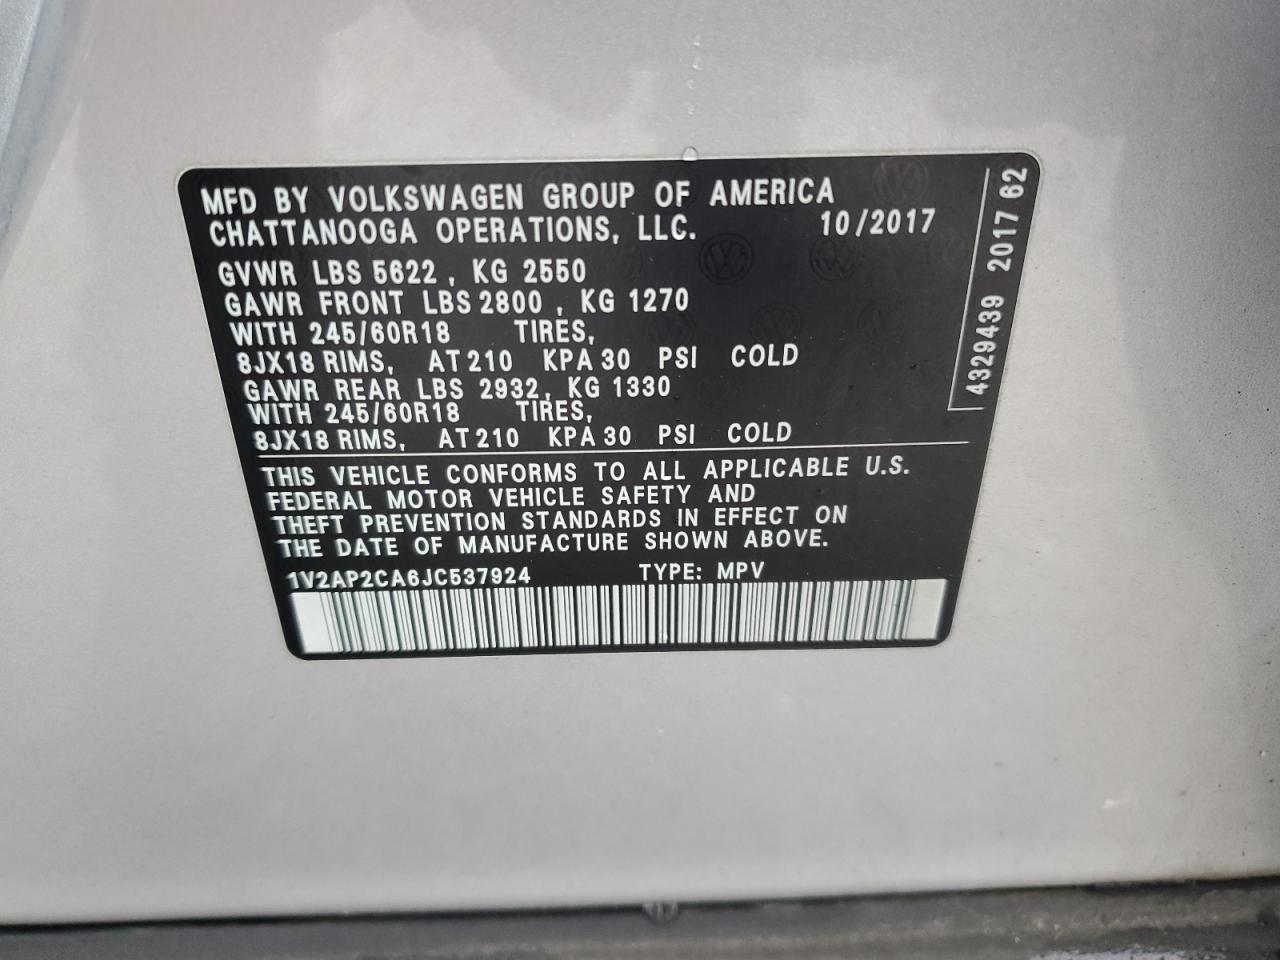 MFD BY VOLKSWAGEN GROUP OF AMERICA
CHATTANOOGA OPERATIONS, LLC. 10/2017
GVWR LBS 5622 , KG 2550
GAWR FRONT LBS 2800 , KG 1270
WITH 245/60R18 TIRES,
8JX18 RIMS, AT 210 KPA 30 PSI COLD
GAWR REAR LBS 2932, KG 1330
WITH 245/60R18 TIRES,
8JX18 RIMS, AT 210 KPA 30 PSI COLD
THIS VEHICLE CONFORMS TO ALL APPLICABLE U.S.
FEDERAL MOTOR VEHICLE SAFETY AND
THEFT PREVENTION STANDARDS IN EFFECT ON
THE DATE OF MANUFACTURE SHOWN ABOVE.
1V2AP2CA6JC537924 TYPE: MPV
4329439 2017 62